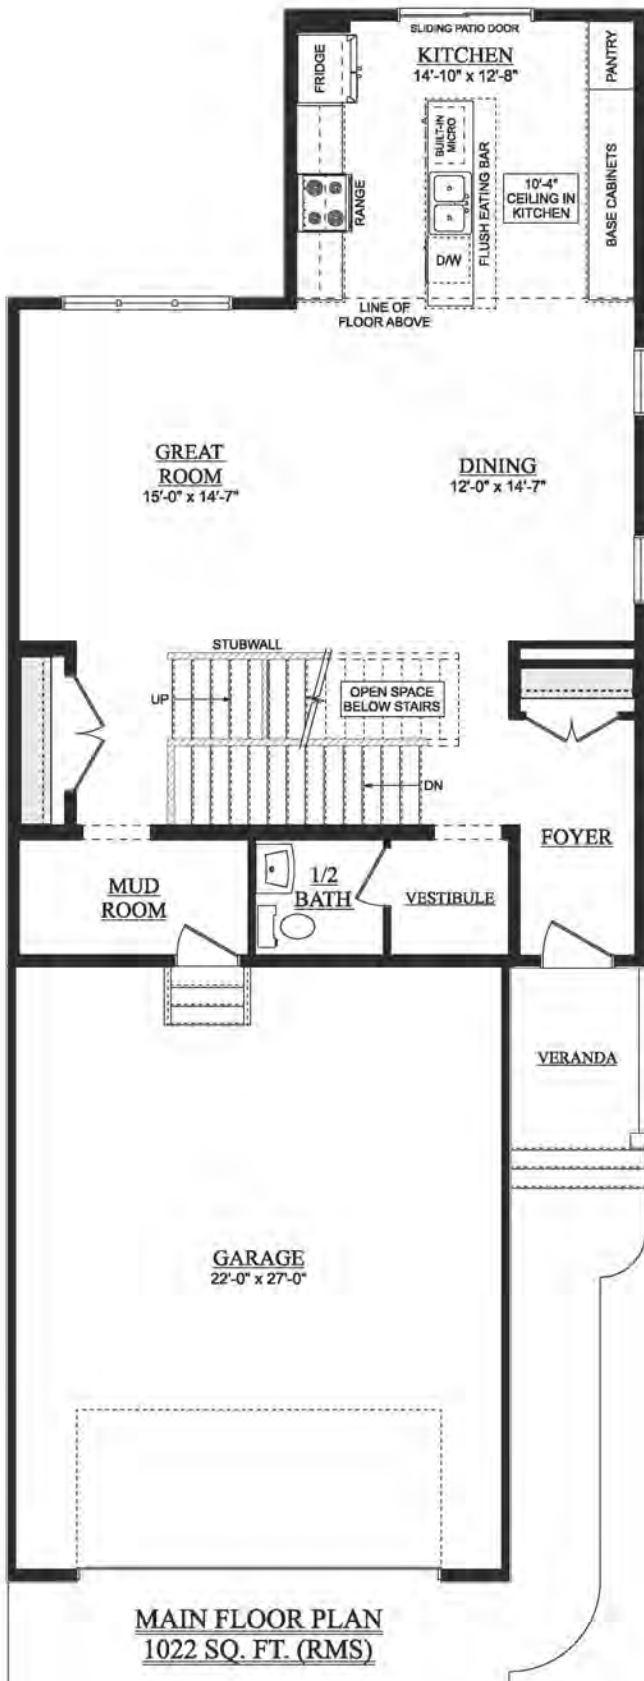 SLIDING PATIO DOOR
KITCHEN
14'-10" x 12'-8"
FRIDGE
PANTRY
BUILT-IN
MICRO
RANGE
FLUSH EATING BAR
10'-4"
CEILING IN
KITCHEN
BASE CABINETS
D/W
LINE OF
FLOOR ABOVE
GREAT
ROOM
15'-0" x 14'-7"
DINING
12'-0" x 14'-7"
STUBWALL
UP
OPEN SPACE
BELOW STAIRS
DN
FOYER
MUD
ROOM
1/2
BATH
VESTIBULE
VERANDA
GARAGE
22'-0" x 27'-0"
MAIN FLOOR PLAN
1022 SQ. FT. (RMS)